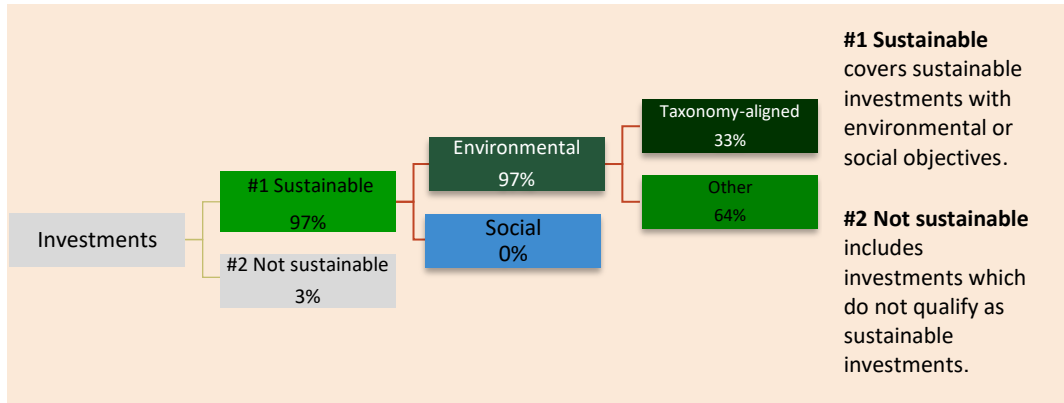 Investments
#1 Sustainable
97%
#2 Not sustainable
3%
Environmental
97%
Social
0%
Taxonomy-aligned
33%
Other
64%
#1 Sustainable
covers sustainable
investments with
environmental or
social objectives.
#2 Not sustainable
includes
investments which
do not qualify as
sustainable
investments.